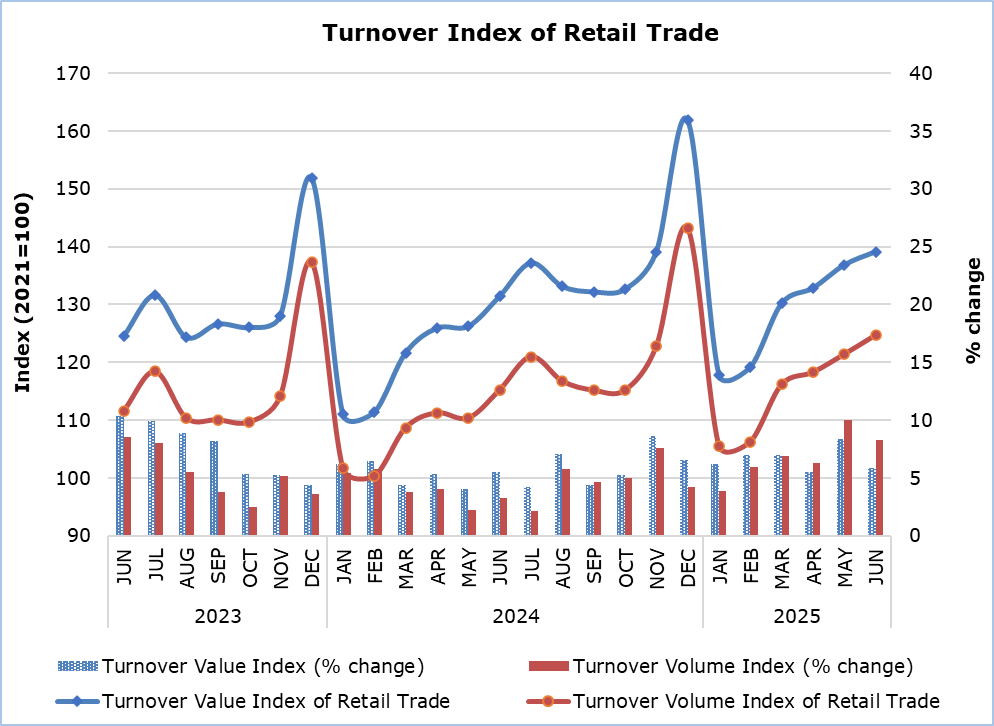 Turnover Index of Retail Trade
170 40
160 35
150 30
140 25
130 20
120 15
110 10
100 5
90 0
Index (2021=100)
% change
JUN JUL AUG SEP OCT NOV DEC JAN FEB MAR APR MAY JUN JUL AUG SEP OCT NOV DEC JAN FEB MAR APR MAY JUN
2023 2024 2025
Turnover Value Index (% change) Turnover Volume Index (% change)
Turnover Value Index of Retail Trade Turnover Volume Index of Retail Trade